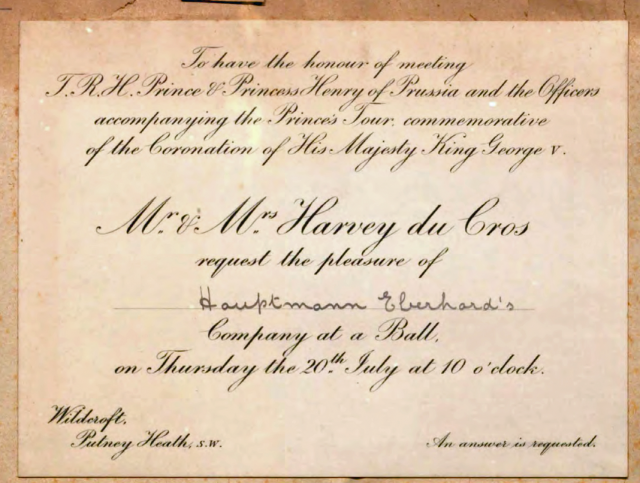 To have the honour of meeting
T.R.H. Prince & Princess Henry of Prussia and the Officers
accompanying the Prince's Tour, commemorative
of the Coronation of His Majesty King George V.
Mr. & Mrs Harvey du Cros
request the pleasure of
Hauptmann Eberhard's
Company at a Ball,
on Thursday the 20th July at 10 o'clock.
Wildcroft,
Putney Heath, S.W.
An answer is requested.